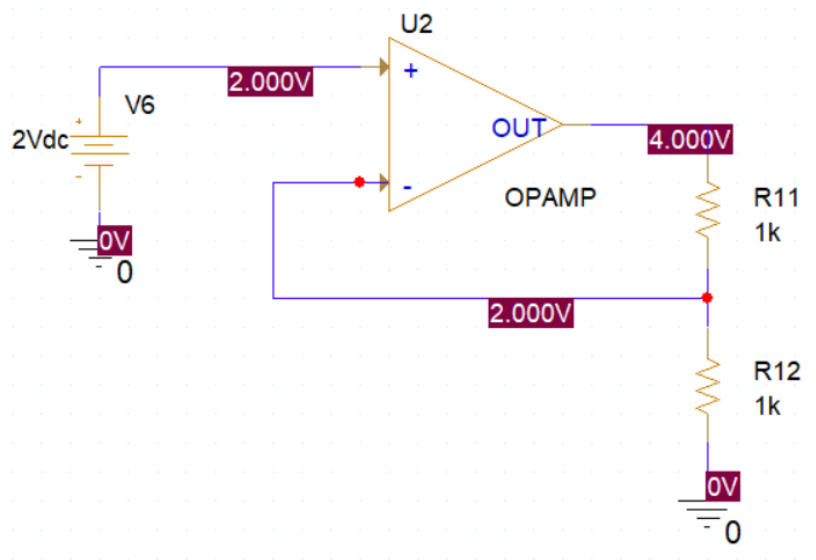 U2
+
2.000V
V6
+
2Vdc
-
OUT
4.000V
-
OPAMP
R11
1k
0V
0
2.000V
R12
1k
0V
0